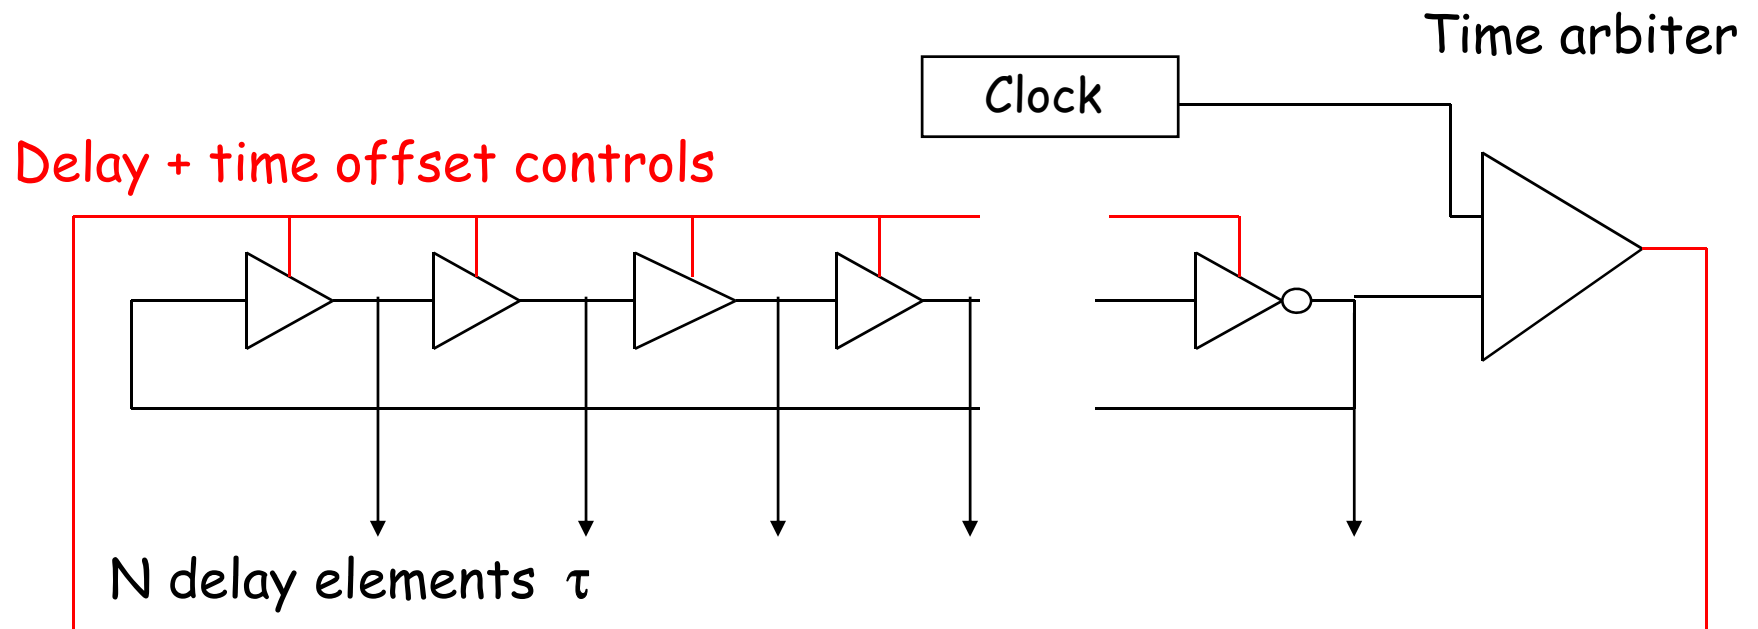 Time arbiter
Clock
Delay + time offset controls
N delay elements τ